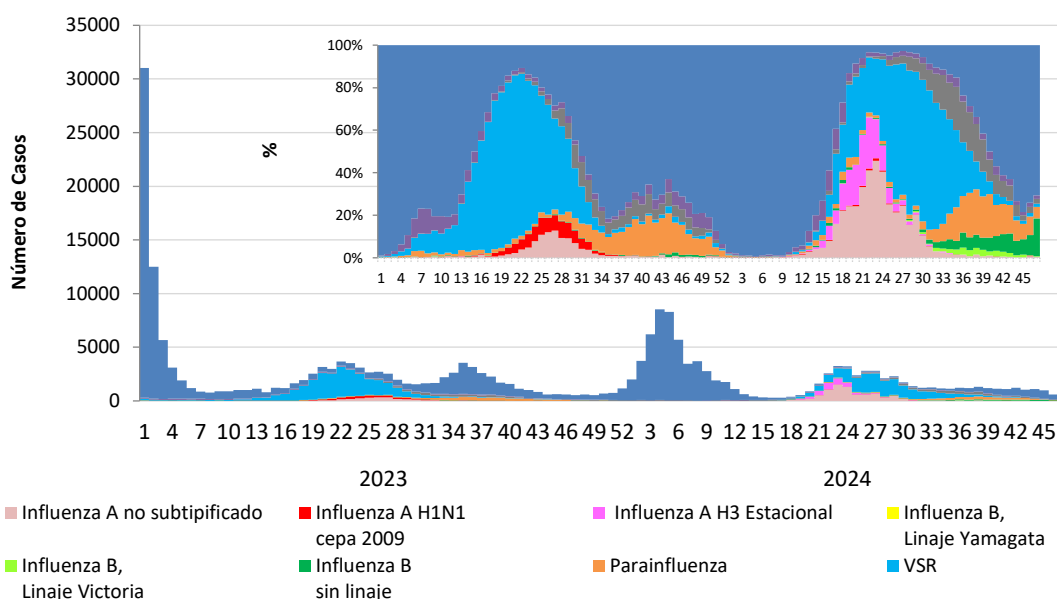 35000
30000
25000
20000
15000
10000
5000
0
Número de Casos
100%
80%
60%
40%
20%
0%
%
1 4 7 10 13 16 19 22 25 28 31 34 37 40 43 46 49 52 3 6 9 12 15 18 21 24 27 30 33 36 39 42 45
1 4 7 10 13 16 19 22 25 28 31 34 37 40 43 46 49 52 3 6 9 12 15 18 21 24 27 30 33 36 39 42 45
2023 2024
Influenza A no subtipificado
Influenza A H1N1
cepa 2009
Influenza A H3 Estacional
Influenza B,
Linaje Yamagata
Influenza B,
Linaje Victoria
Influenza B
sin linaje
Parainfluenza
VSR